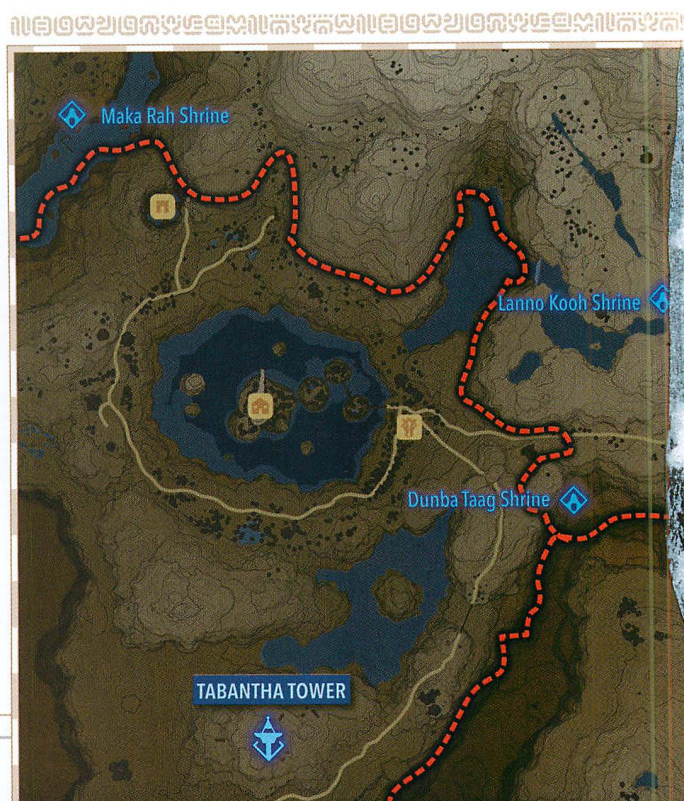 Maka Rah Shrine
Lanno Kooh Shrine
Dunba Taag Shrine
TABANTHA TOWER